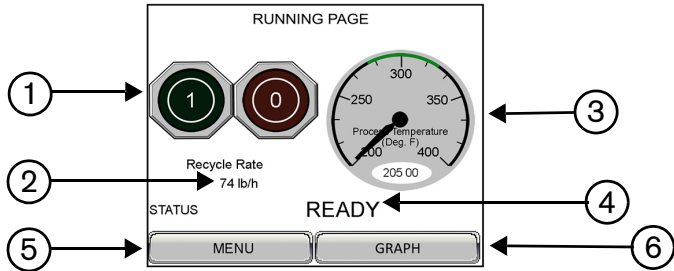 RUNNING PAGE
1
1 0
300
250 350
Process Temperature
(Deg. F)
200 400
205 00
3
Recycle Rate
2
74 lb/h
4
STATUS READY
5
MENU GRAPH
6